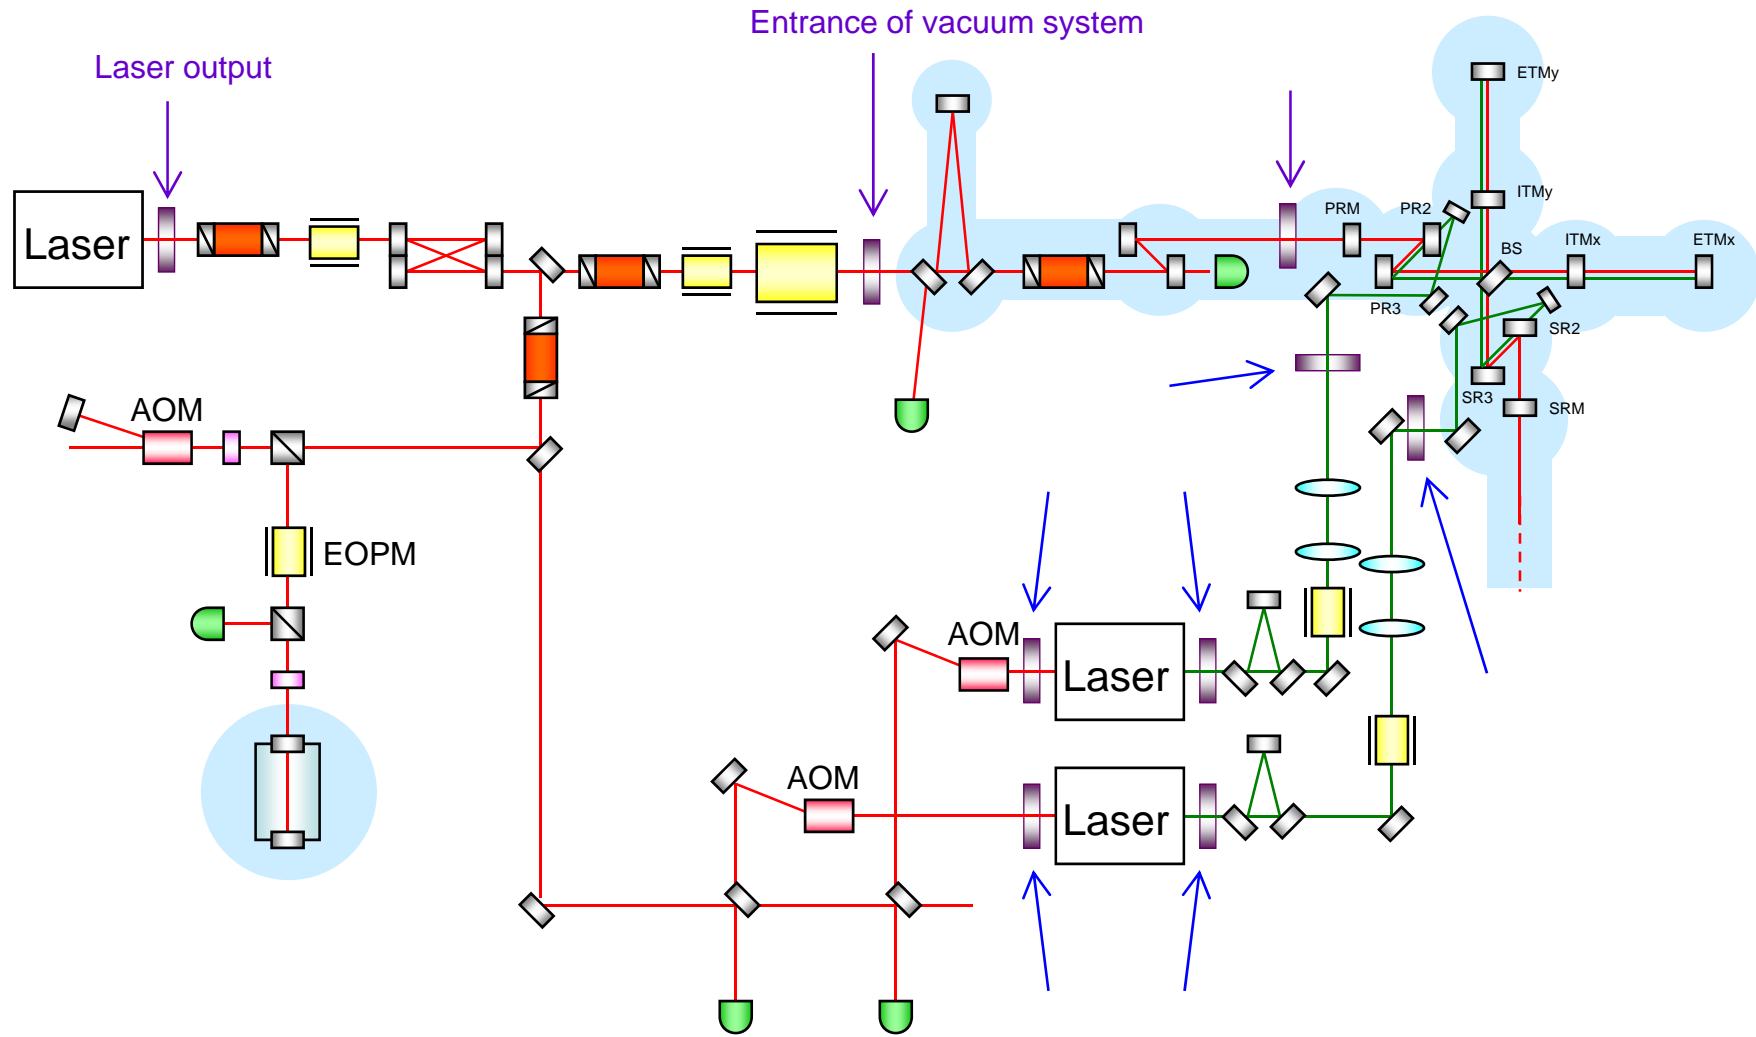 Entrance of vacuum system
Laser output
ETMy
ITMy
PRM
PR2
ITMx
ETMx
BS
Laser
PR3
SR2
SR3
SRM
AOM
EOPM
AOM
Laser
AOM
Laser